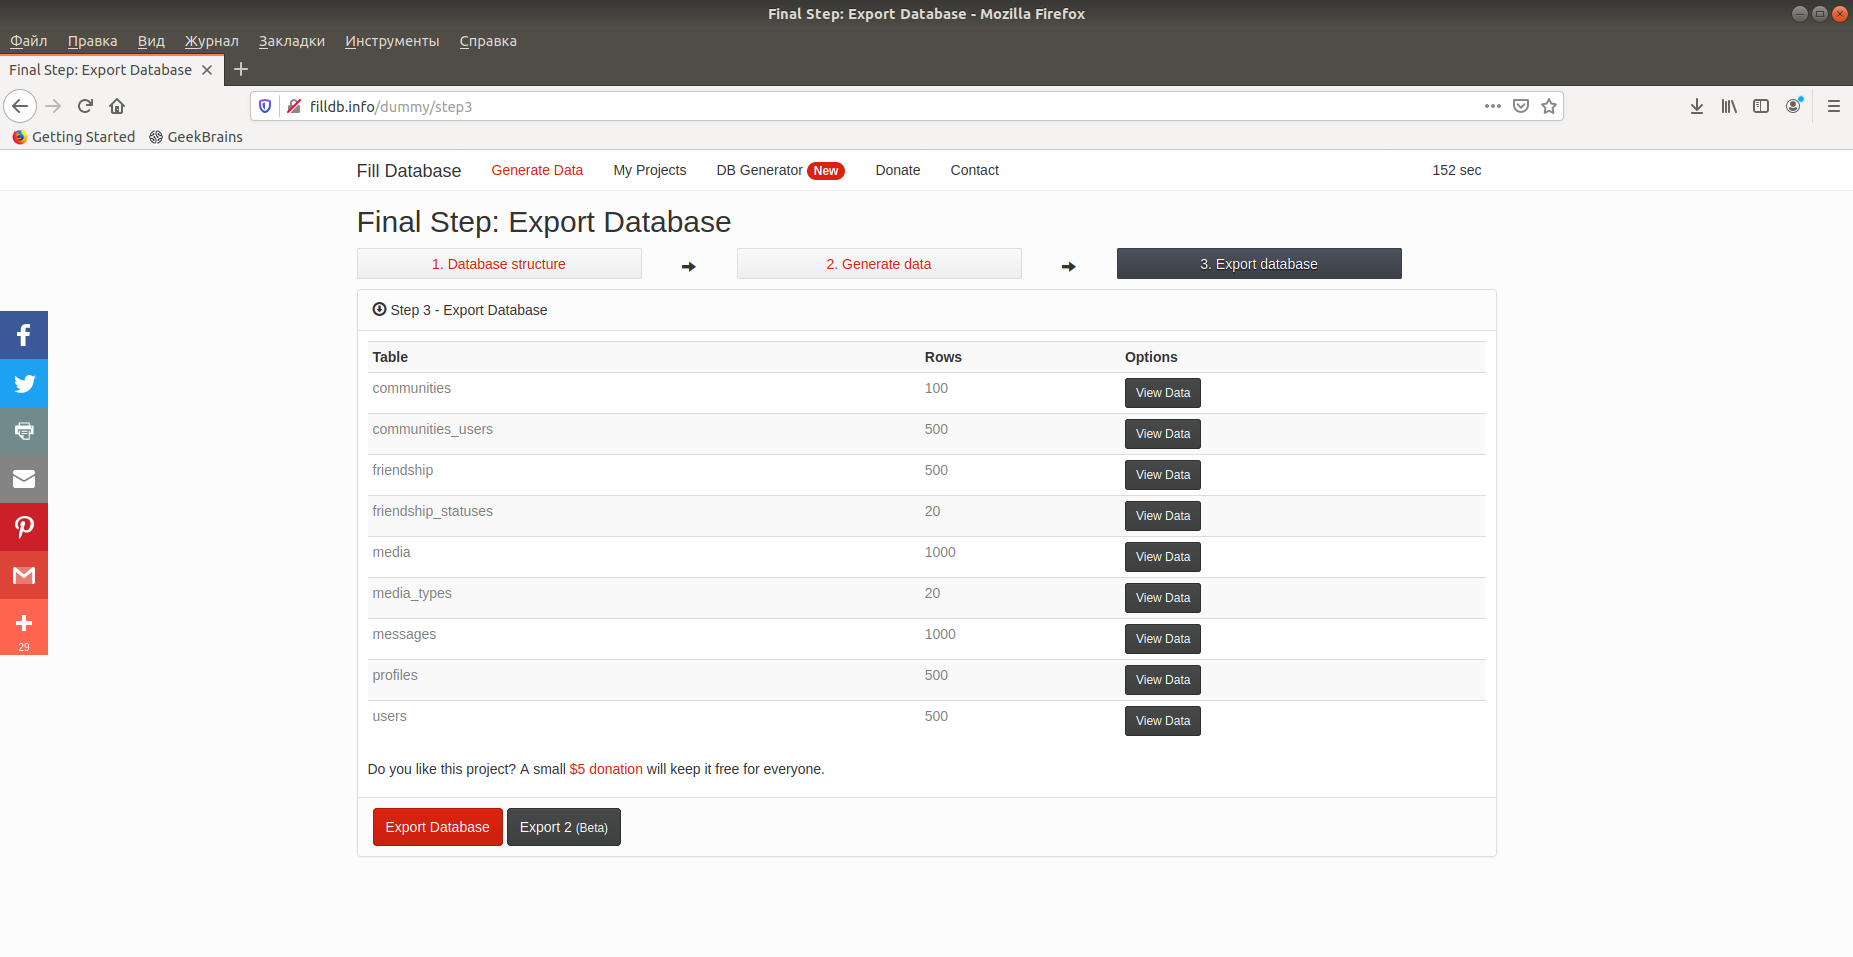 Final Step: Export Database - Mozilla Firefox
Файл Правка Вид Журнал Закладки Инструменты Справка
Final Step: Export Database
filldb.info/dummy/step3
Getting Started GeekBrains
Fill Database Generate Data My Projects DB Generator New Donate Contact 152 sec
Final Step: Export Database
1. Database structure 2. Generate data 3. Export database
Step 3 - Export Database
Table Rows Options
communities 100 View Data
communities_users 500 View Data
friendship 500 View Data
friendship_statuses 20 View Data
media 1000 View Data
media_types 20 View Data
messages 1000 View Data
profiles 500 View Data
users 500 View Data
29
Do you like this project? A small $5 donation will keep it free for everyone.
Export Database Export 2 (Beta)